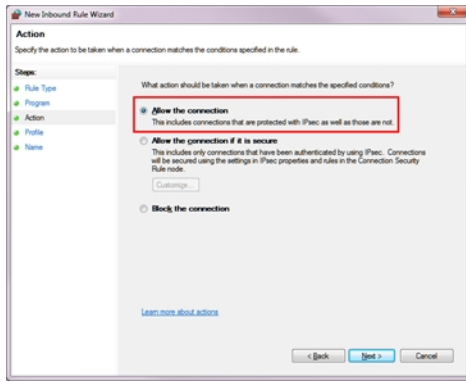 New Inbound Rule Wizard
Action
Specify the action to be taken when a connection matches the conditions specified in the rule.
Steps:
Rule Type
Program
Action
Profile
Name
What action should be taken when a connection matches the specified conditions?
Allow the connection
This includes connections that are protected with IPsec as well as those are not.
Allow the connection if it is secure
This includes only connections that have been authenticated by using IPsec. Connections
will be secured using the settings in IPsec properties and rules in the Connection Security
Rule node.
Customize...
Block the connection
Learn more about actions
< Back
Next >
Cancel